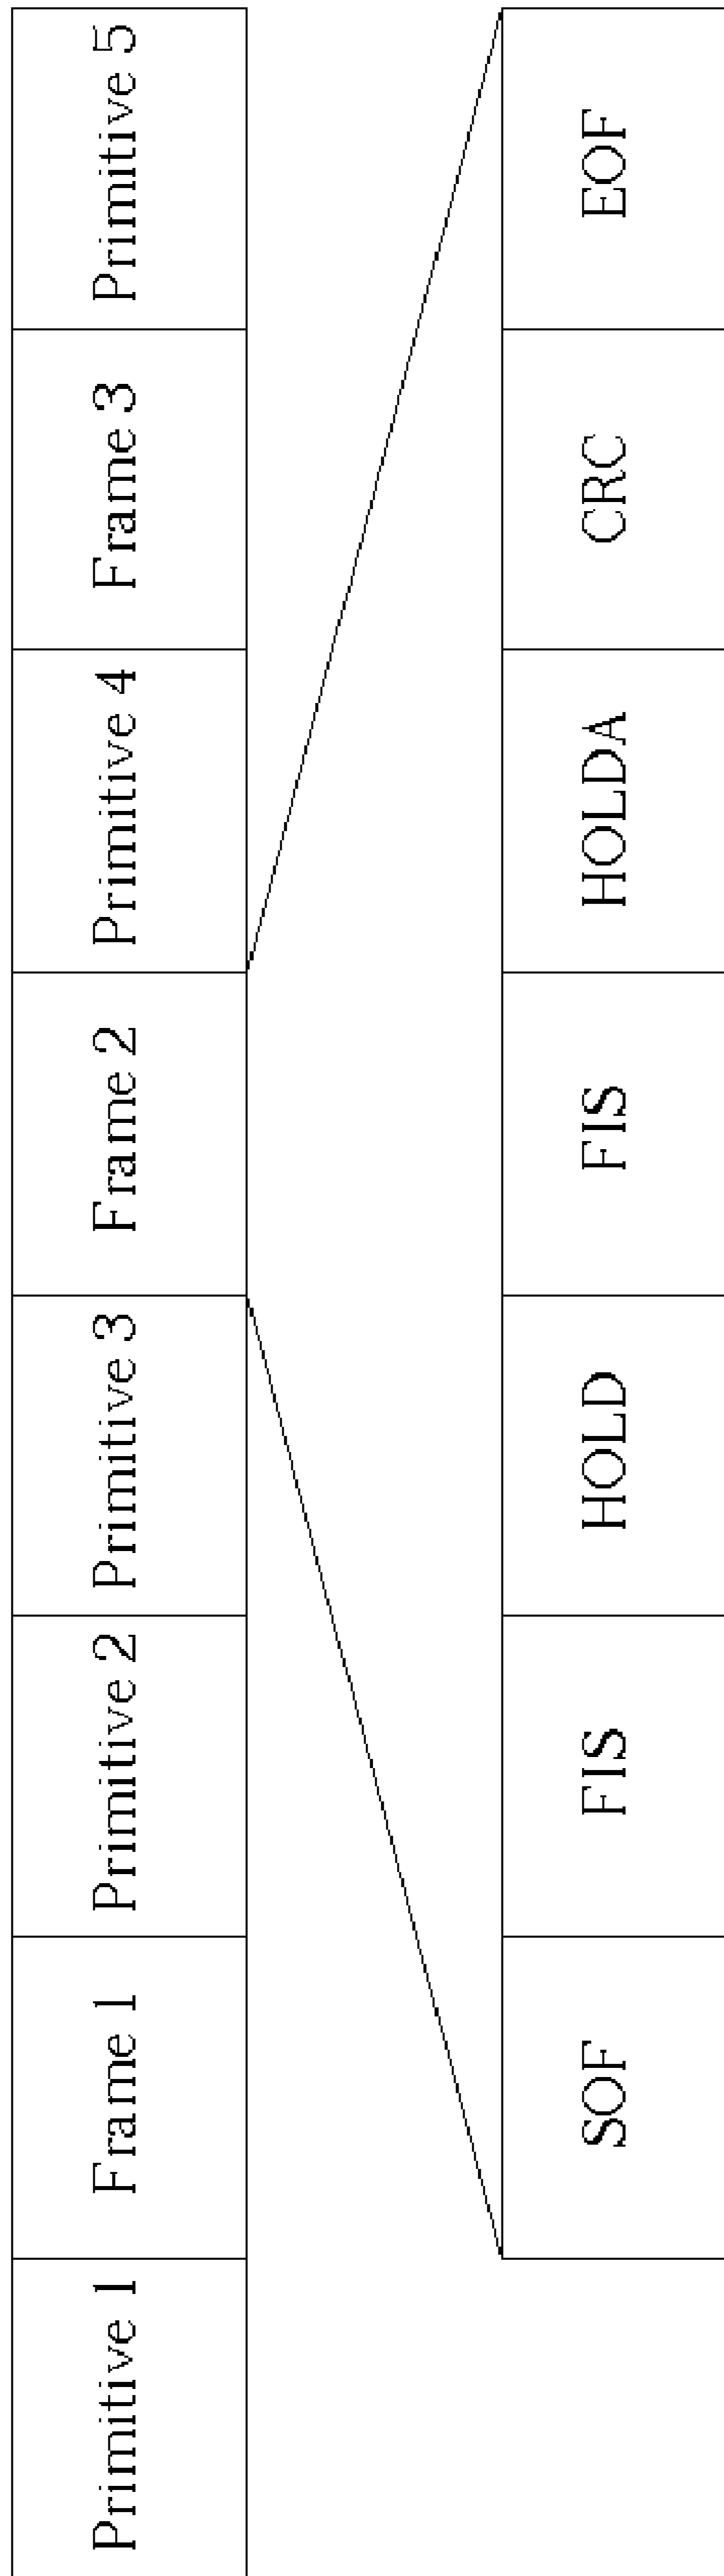 Primitive 1
Frame 1
Primitive 2
Primitive 3
Frame 2
Primitive 4
Frame 3
Primitive 5
SOF
FIS
HOLD
FIS
HOLDA
CRC
EOF